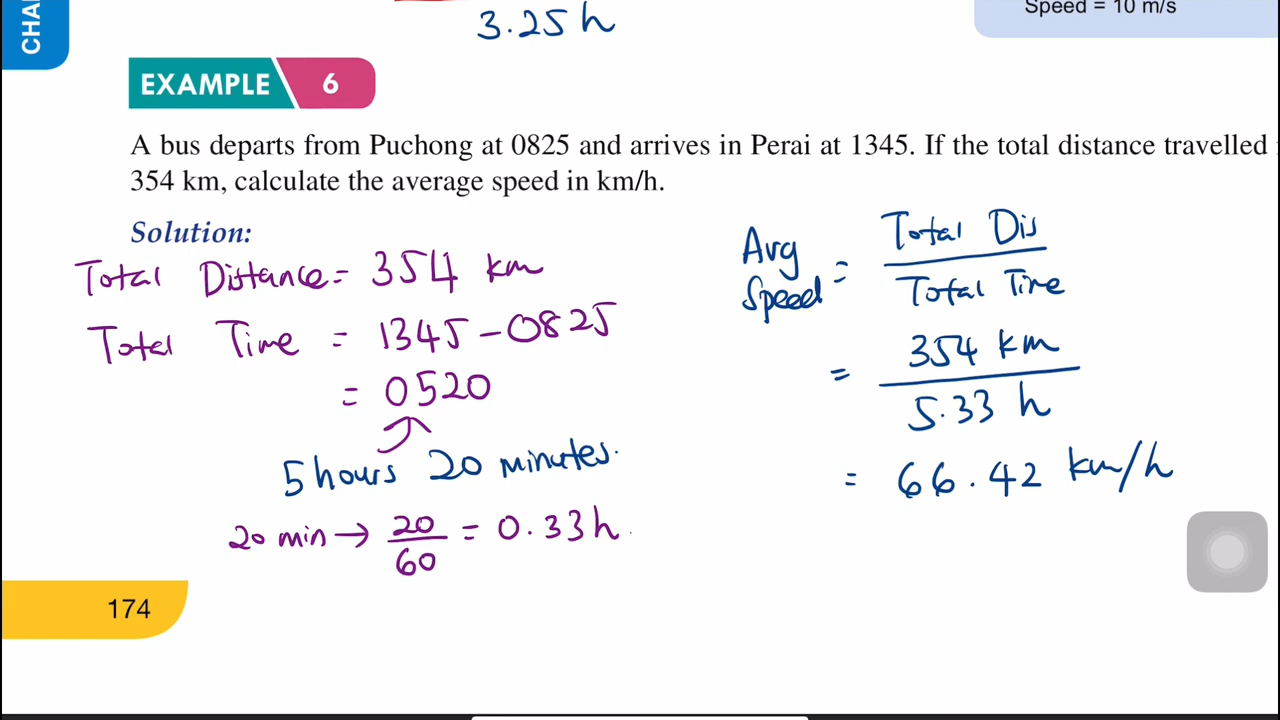 CHA
3.25 h
Speed = 10 m/s
EXAMPLE 6
A bus departs from Puchong at 0825 and arrives in Perai at 1345. If the total distance travelled
354 km, calculate the average speed in km/h.
Solution:
Total Distance = 354 km
Total Time = 1345 - 0825
= 0520
5 hours 20 minutes.
20 min → 20/60 = 0.33 h.
Avg Speed = Total Dis / Total Time
= 354 km / 5.33 h
= 66.42 km/h
174